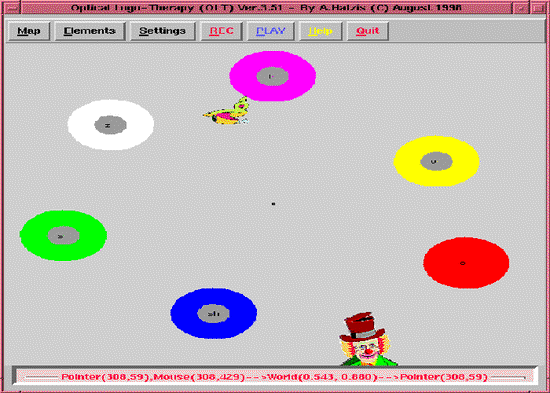 Optical Logo-Therapy (OLT) Ver.3.51 - By A.Hatzis (C) August 1998
Map Elements Settings REC PLAY Help Quit
z
sh
Pointer(308,59),Mouse(308,429)-->World(0.543, 0.680)-->Pointer(308,59)